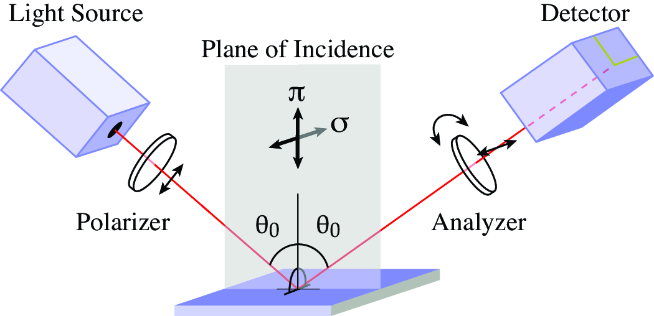 Light Source
Detector
Plane of Incidence
π
σ
Polarizer
θ0
θ0
Analyzer